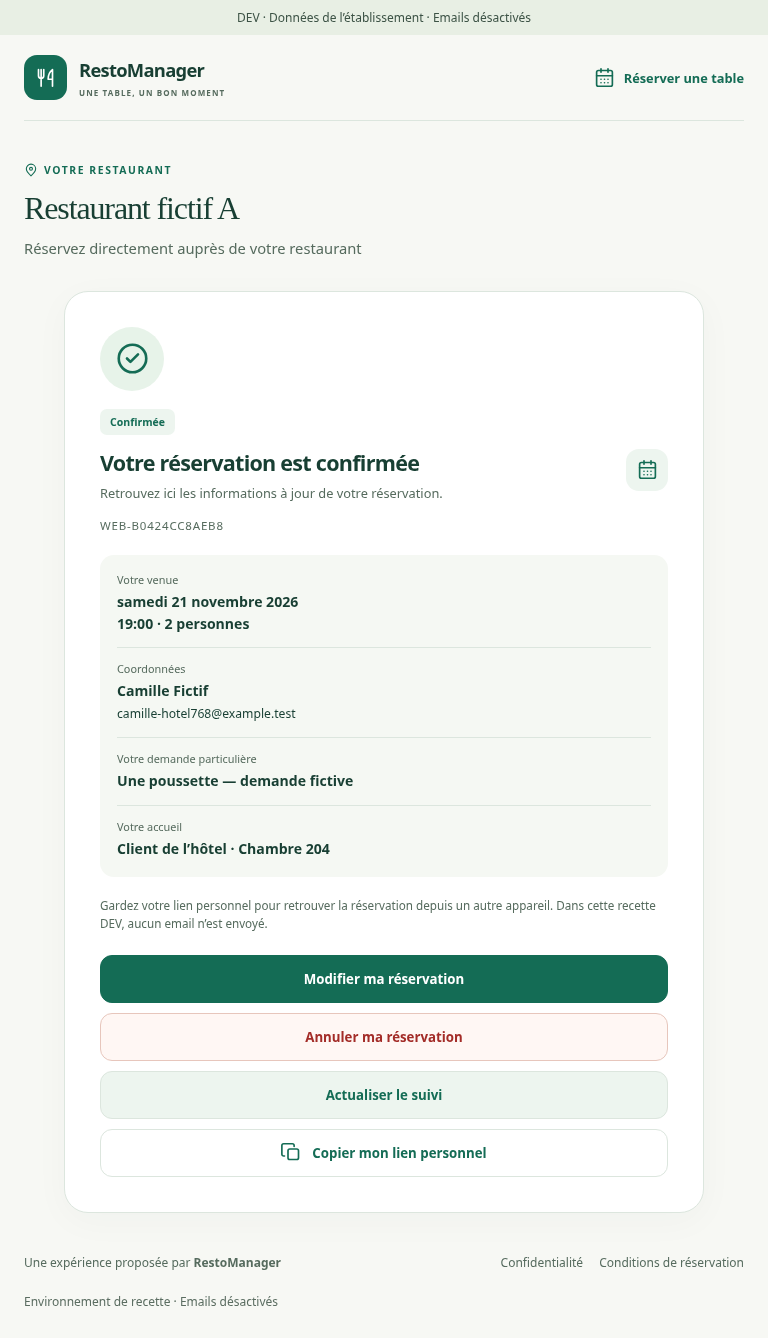 DEV · Données de l’établissement · Emails désactivés
RestoManager
UNE TABLE, UN BON MOMENT
Réserver une table
VOTRE RESTAURANT
Restaurant fictif A
Réservez directement auprès de votre restaurant
Confirmée
Votre réservation est confirmée
Retrouvez ici les informations à jour de votre réservation.
WEB-B0424CC8AEB8
Votre venue
samedi 21 novembre 2026
19:00 · 2 personnes
Coordonnées
Camille Fictif
camille-hotel768@example.test
Votre demande particulière
Une poussette — demande fictive
Votre accueil
Client de l’hôtel · Chambre 204
Gardez votre lien personnel pour retrouver la réservation depuis un autre appareil. Dans cette recette
DEV, aucun email n’est envoyé.
Modifier ma réservation
Annuler ma réservation
Actualiser le suivi
Copier mon lien personnel
Une expérience proposée par RestoManager
Confidentialité Conditions de réservation
Environnement de recette · Emails désactivés